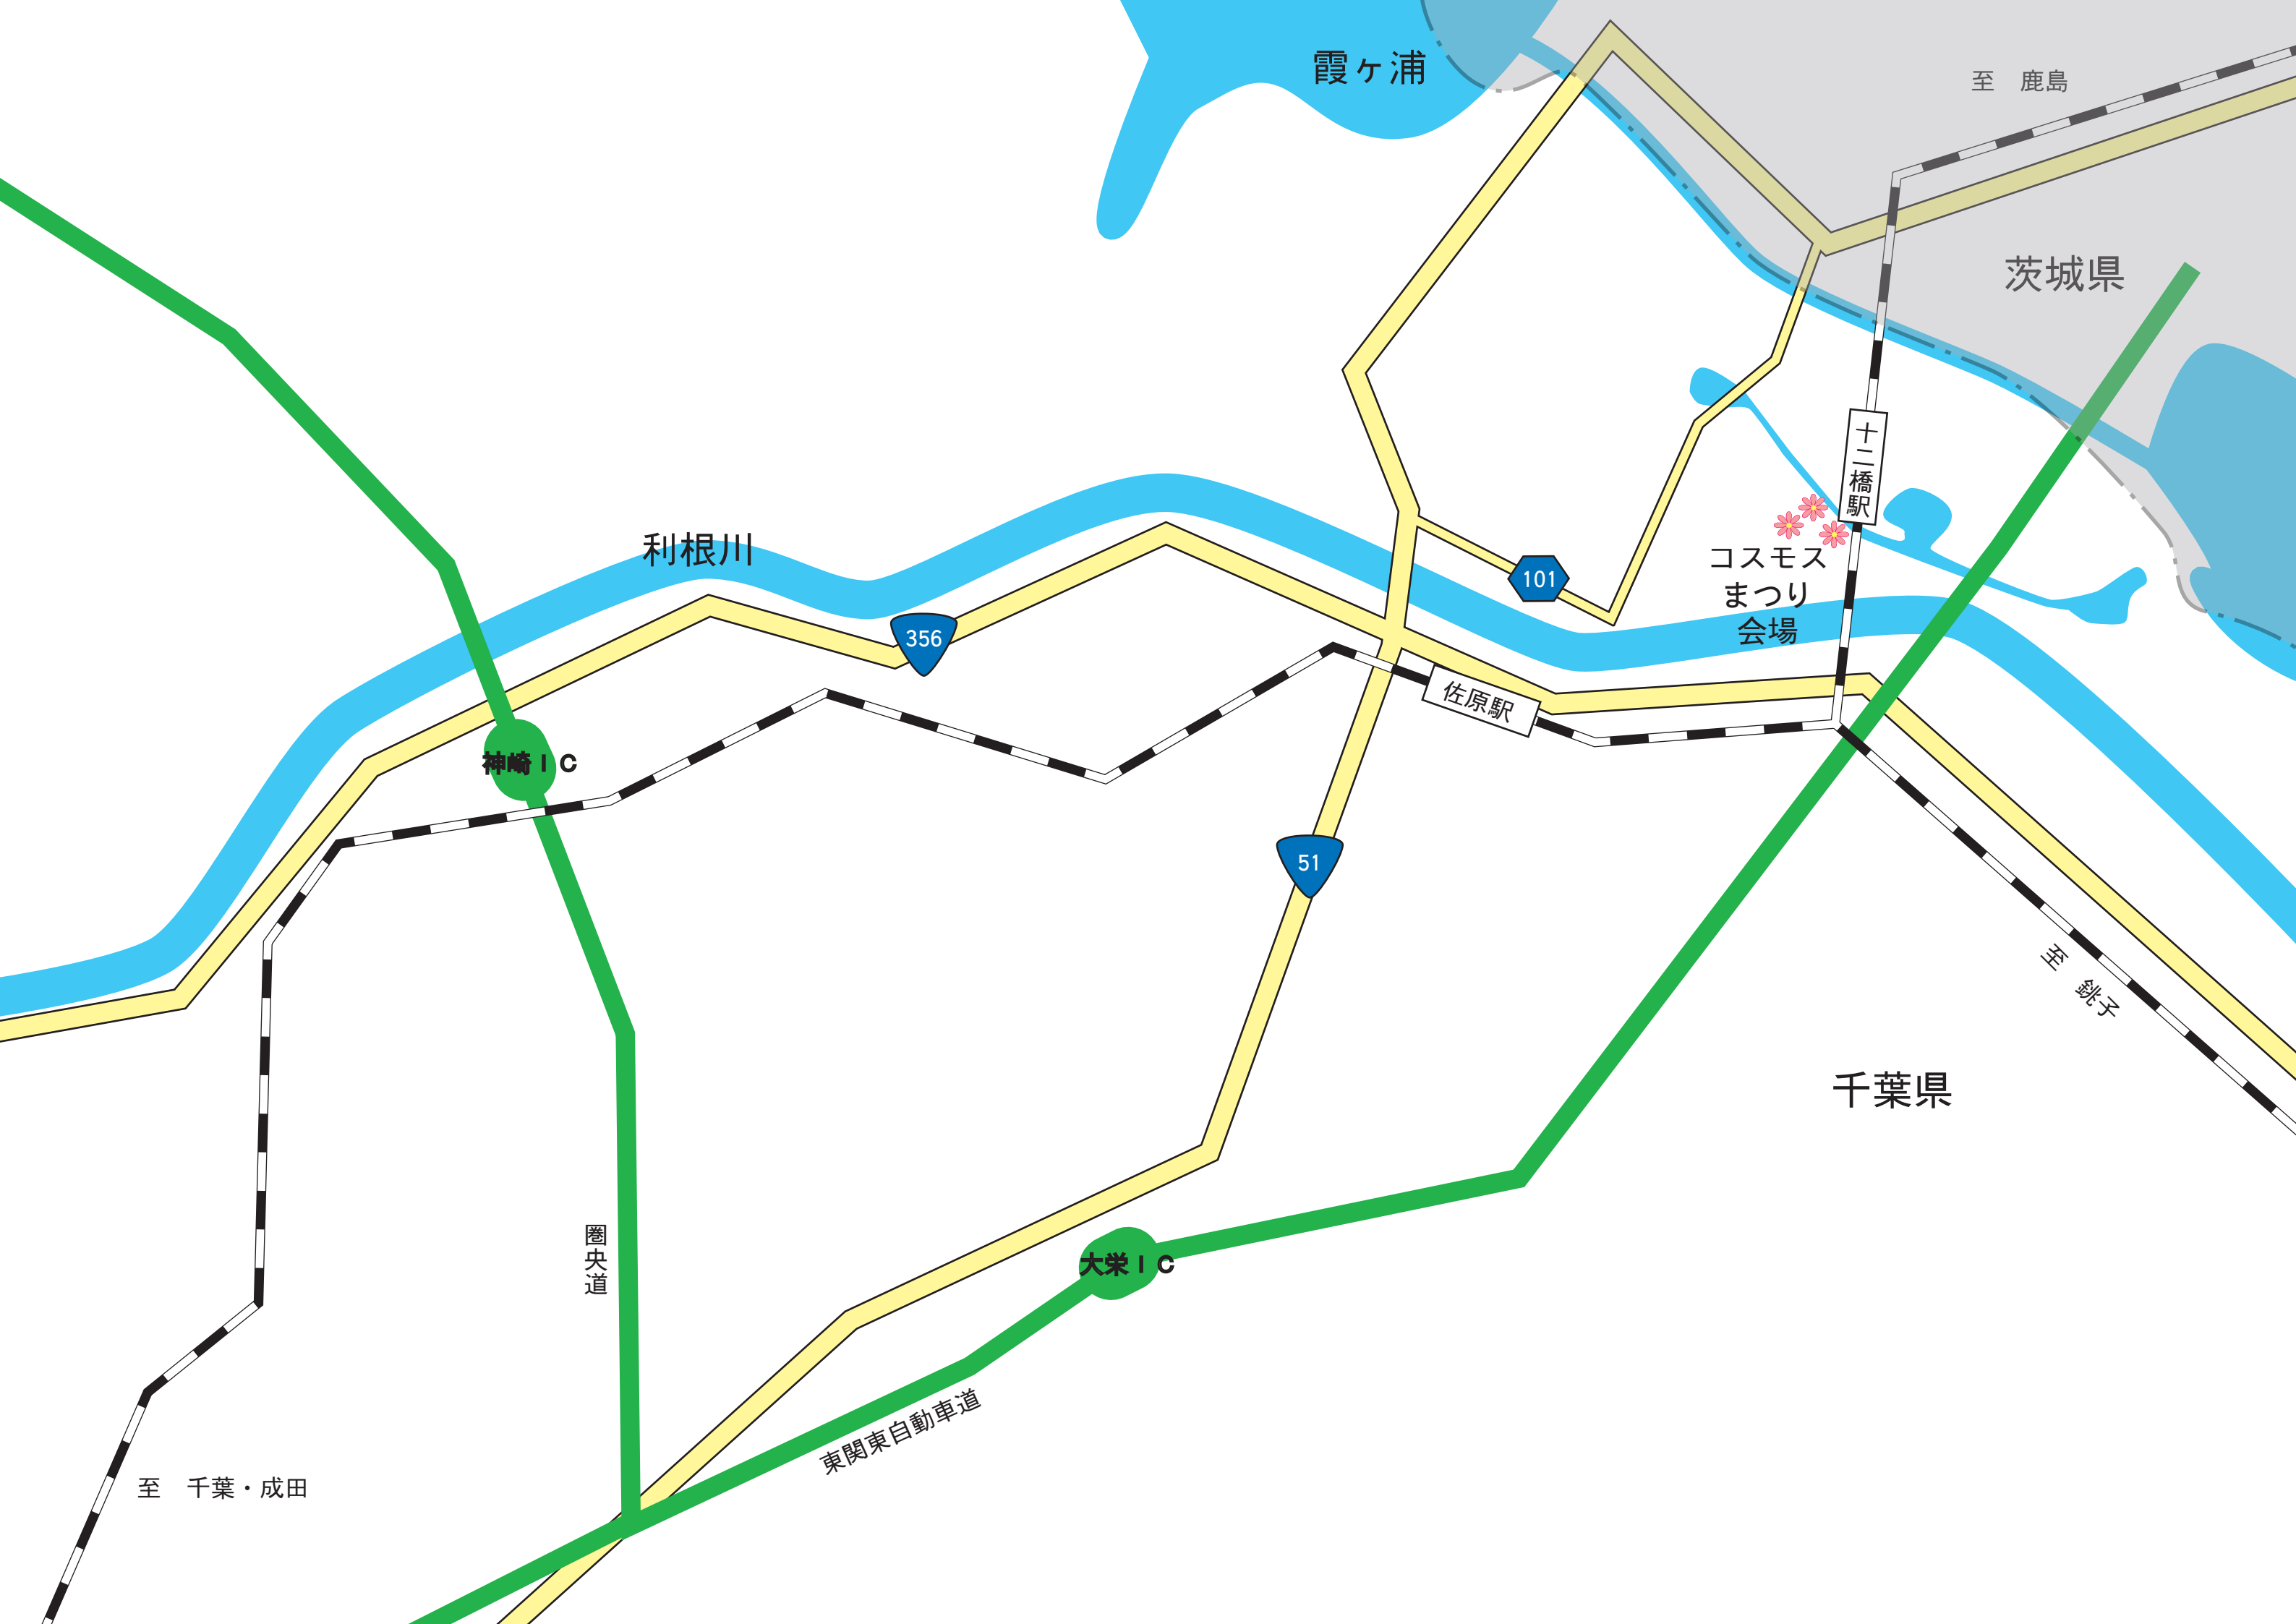 霞ヶ浦
至　鹿島
茨城県
十二橋駅
利根川
101
コスモス
まつり
会場
356
佐原駅
神崎ＩＣ
51
至　銚子
千葉県
圏央道
大栄ＩＣ
東関東自動車道
至　千葉・成田